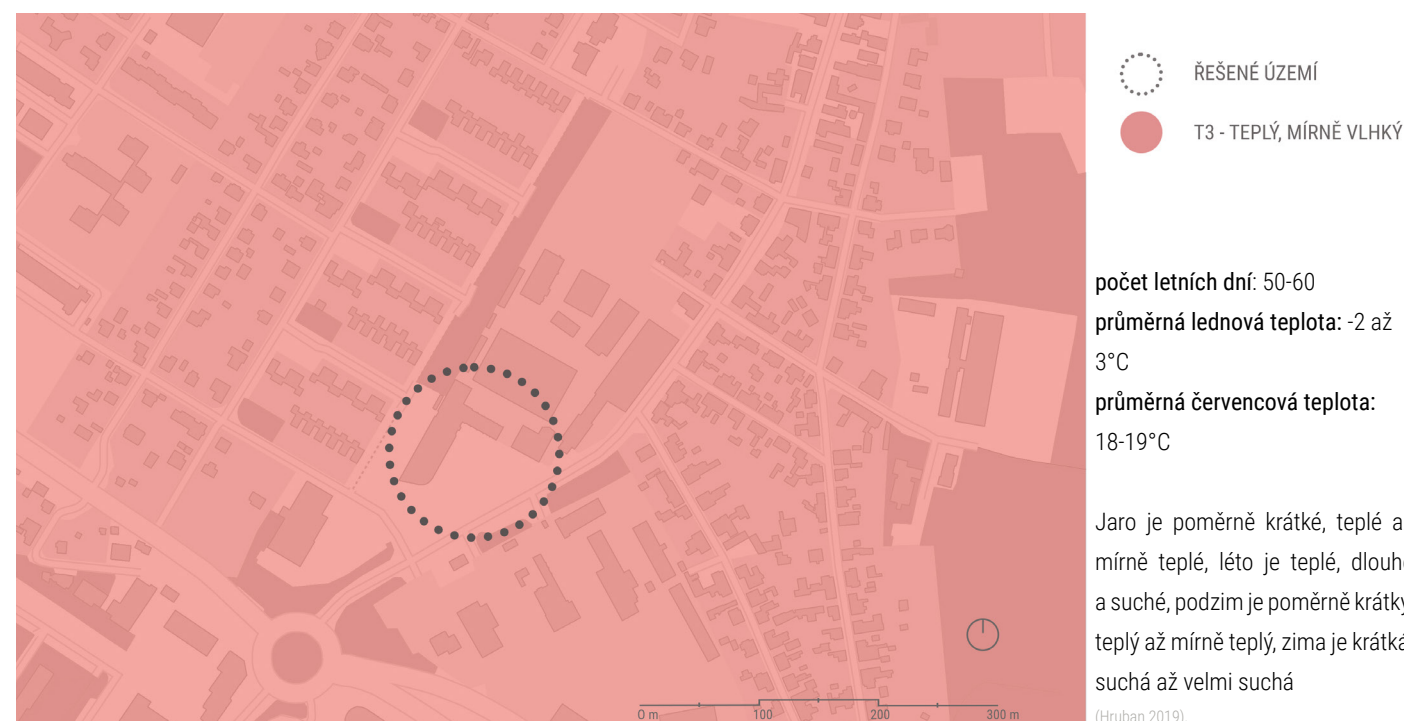 ŘEŠENÉ ÚZEMÍ
T3 - TEPLÝ, MÍRNĚ VLHKÝ
počet letních dní: 50-60
průměrná lednová teplota: -2 až
3°C
průměrná červencová teplota:
18-19°C
Jaro je poměrně krátké, teplé a
mírně teplé, léto je teplé, dlouhé
a suché, podzim je poměrně krátký
teplý až mírně teplý, zima je krátká
suchá až velmi suchá
(Hruban 2019).
0 m 100 200 300 m